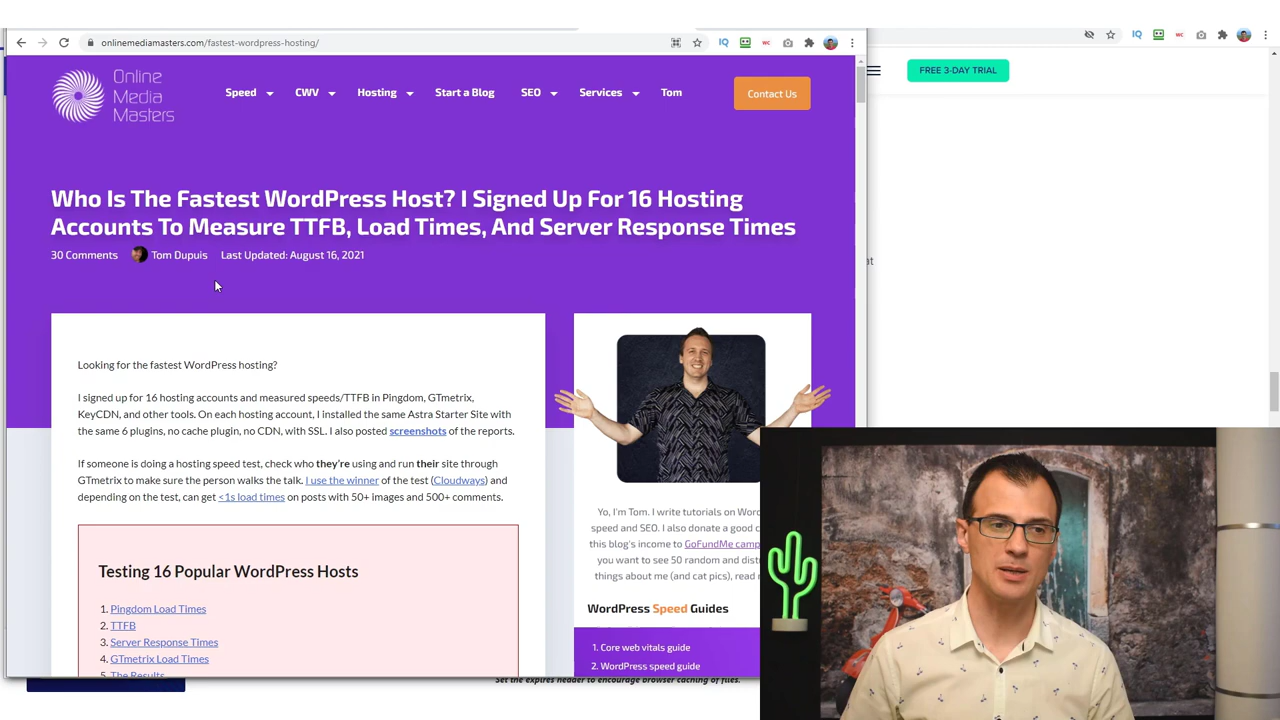 onlinemediamasters.com/fastest-wordpress-hosting/
IQ
WC
IQ
WC
Online
Media
Masters
Speed
CWV
Hosting
Start a Blog
SEO
Services
Tom
Contact Us
FREE 3-DAY TRIAL
Who Is The Fastest WordPress Host? I Signed Up For 16 Hosting
Accounts To Measure TTFB, Load Times, And Server Response Times
30 Comments
Tom Dupuis
Last Updated: August 16, 2021
Looking for the fastest WordPress hosting?
I signed up for 16 hosting accounts and measured speeds/TTFB in Pingdom, GTmetrix,
KeyCDN, and other tools. On each hosting account, I installed the same Astra Starter Site with
the same 6 plugins, no cache plugin, no CDN, with SSL. I also posted screenshots of the reports.
If someone is doing a hosting speed test, check who they're using and run their site through
GTmetrix to make sure the person walks the talk. I use the winner of the test (Cloudways) and
depending on the test, can get <1s load times on posts with 50+ images and 500+ comments.
Testing 16 Popular WordPress Hosts
1. Pingdom Load Times
2. TTFB
3. Server Response Times
4. GTmetrix Load Times
5. The Results
Yo, I'm Tom. I write tutorials on Wor
speed and SEO. I also donate a good c
this blog's income to GoFundMe camp
you want to see 50 random and dist
things about me (and cat pics), read
WordPress Speed Guides
1. Core web vitals guide
2. WordPress speed guide
Set the expires header to encourage browser caching of files.